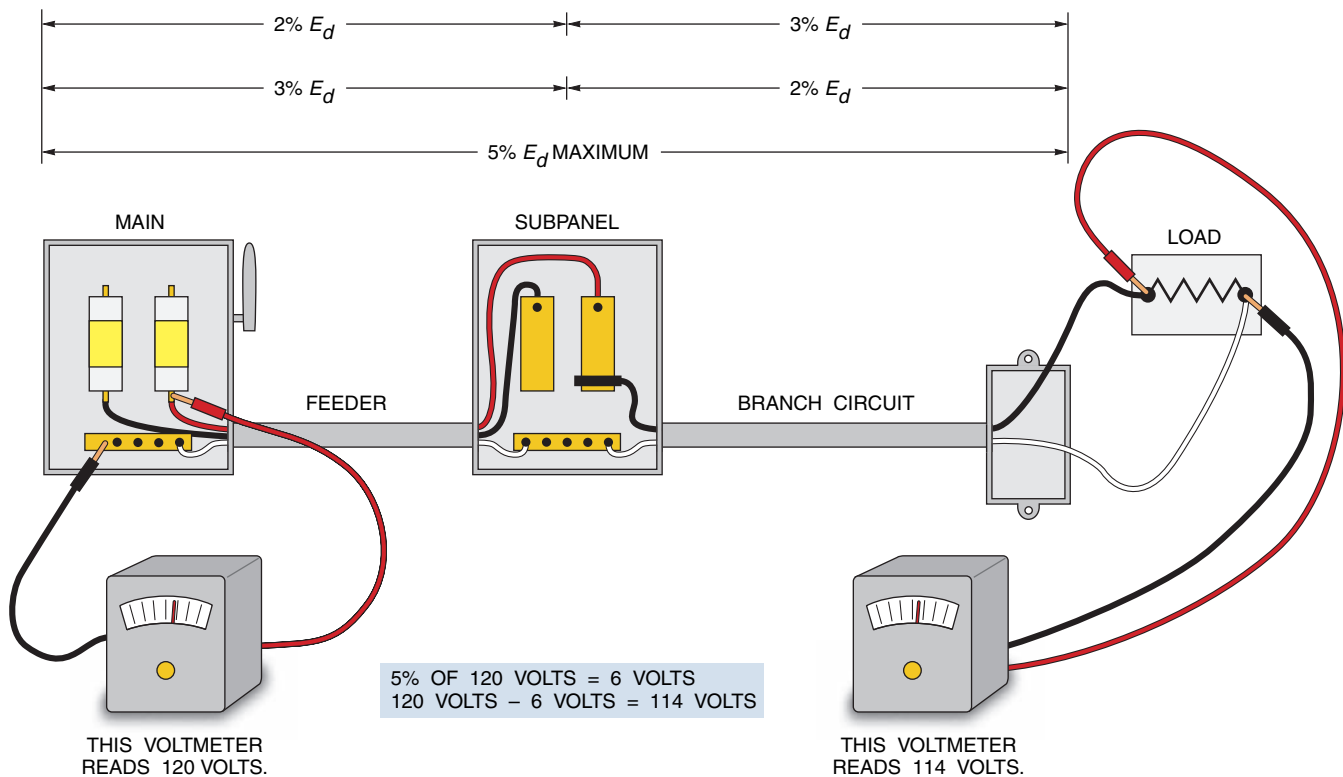 2% Ed
3% Ed
3% Ed
2% Ed
5% Ed MAXIMUM
MAIN
SUBPANEL
LOAD
FEEDER
BRANCH CIRCUIT
5% OF 120 VOLTS = 6 VOLTS
120 VOLTS – 6 VOLTS = 114 VOLTS
THIS VOLTMETER
READS 120 VOLTS.
THIS VOLTMETER
READS 114 VOLTS.